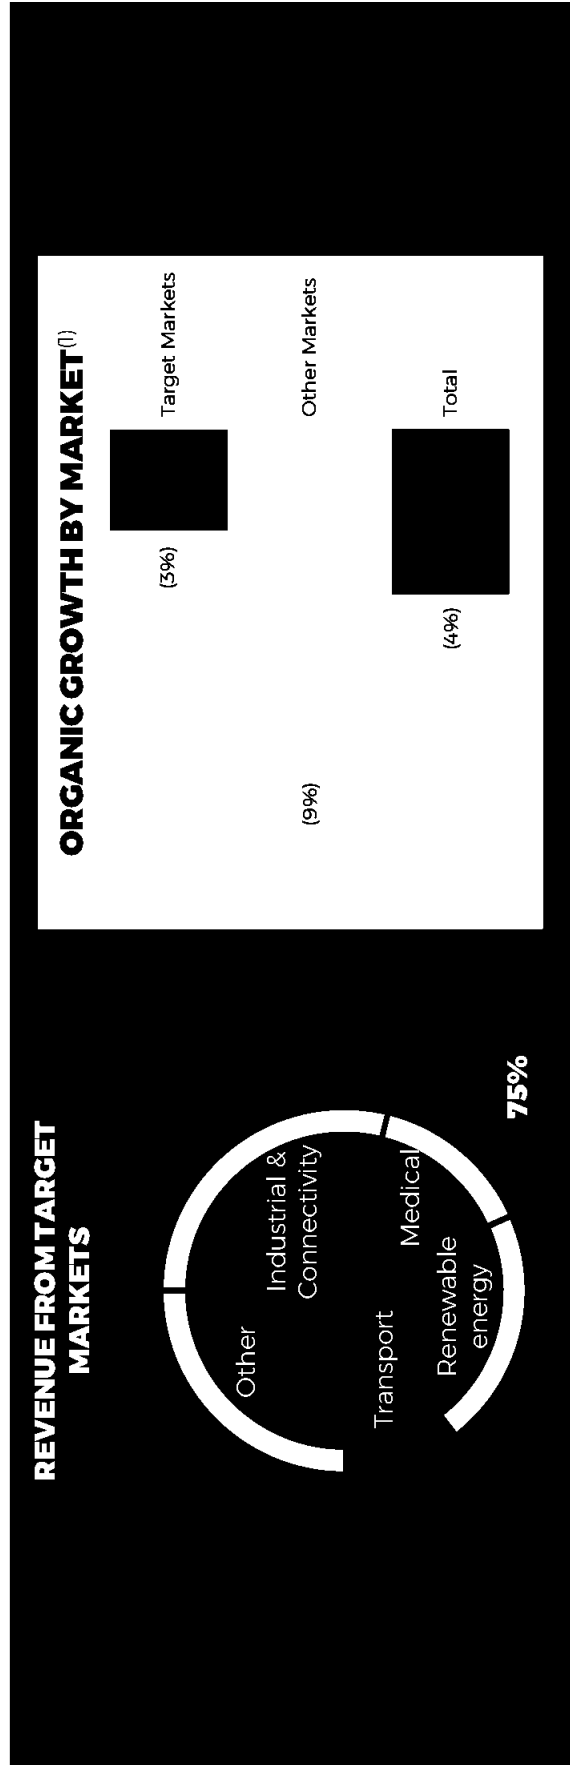 REVENUE FROM TARGET
MARKETS
Other
Industrial &
Connectivity
Transport
Medical
Renewable
energy
75%
ORGANIC GROWTH BY MARKET(1)
(3%)
Target Markets
(9%)
Other Markets
(4%)
Total